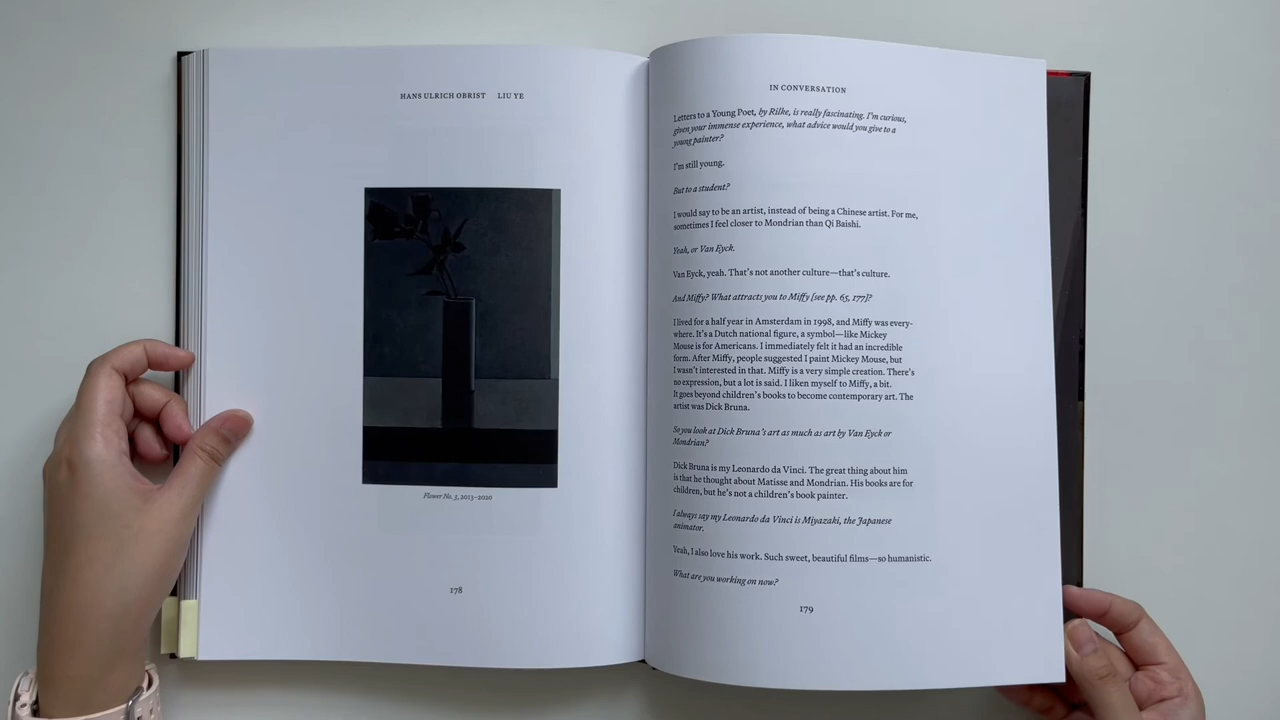 HANS ULRICH OBRIST LIU YE
Flower No. 3, 2013–2020
178
IN CONVERSATION
Letters to a Young Poet, by Rilke, is really fascinating. I'm curious,
given your immense experience, what advice would you give to a
young painter?
I'm still young.
But to a student?
I would say to be an artist, instead of being a Chinese artist. For me,
sometimes I feel closer to Mondrian than Qi Baishi.
Yeah, or Van Eyck.
Van Eyck, yeah. That's not another culture—that's culture.
And Miffy? What attracts you to Miffy [see pp. 65, 177]?
I lived for a half year in Amsterdam in 1998, and Miffy was every-
where. It's a Dutch national figure, a symbol—like Mickey
Mouse is for Americans. I immediately felt it had an incredible
form. After Miffy, people suggested I paint Mickey Mouse, but
I wasn't interested in that. Miffy is a very simple creation. There's
no expression, but a lot is said. I liken myself to Miffy, a bit.
It goes beyond children's books to become contemporary art. The
artist was Dick Bruna.
So you look at Dick Bruna's art as much as art by Van Eyck or
Mondrian?
Dick Bruna is my Leonardo da Vinci. The great thing about him
is that he thought about Matisse and Mondrian. His books are for
children, but he's not a children's book painter.
I always say my Leonardo da Vinci is Miyazaki, the Japanese
animator.
Yeah, I also love his work. Such sweet, beautiful films—so humanistic.
What are you working on now?
179